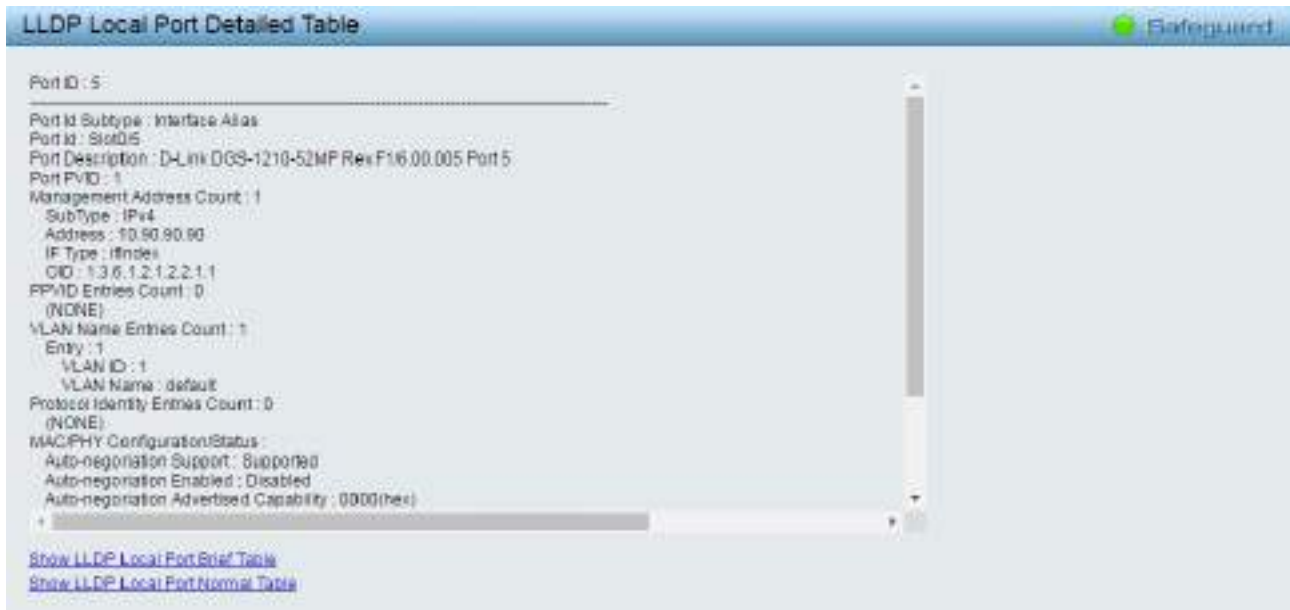 LLDP Local Port Detailed Table
Safeguard
Port ID : 5
Port Id Subtype : Interface Alias
Port Id : Slot0/5
Port Description : D-Link DGS-1210-52MP Rev.F1/6.00.005 Port 5
Port PVID : 1
Management Address Count : 1
SubType : IPv4
Address : 10.90.90.90
IF Type : ifIndex
OID : 1.3.6.1.2.1.2.2.1.1
PPVID Entries Count : 0
(NONE)
VLAN Name Entries Count : 1
Entry : 1
VLAN ID : 1
VLAN Name : default
Protocol Identity Entries Count : 0
(NONE)
MAC/PHY Configuration/Status :
Auto-negoriation Support : Supported
Auto-negoriation Enabled : Disabled
Auto-negoriation Advertised Capability : 0000(hex)
Show LLDP Local Port Brief Table
Show LLDP Local Port Normal Table